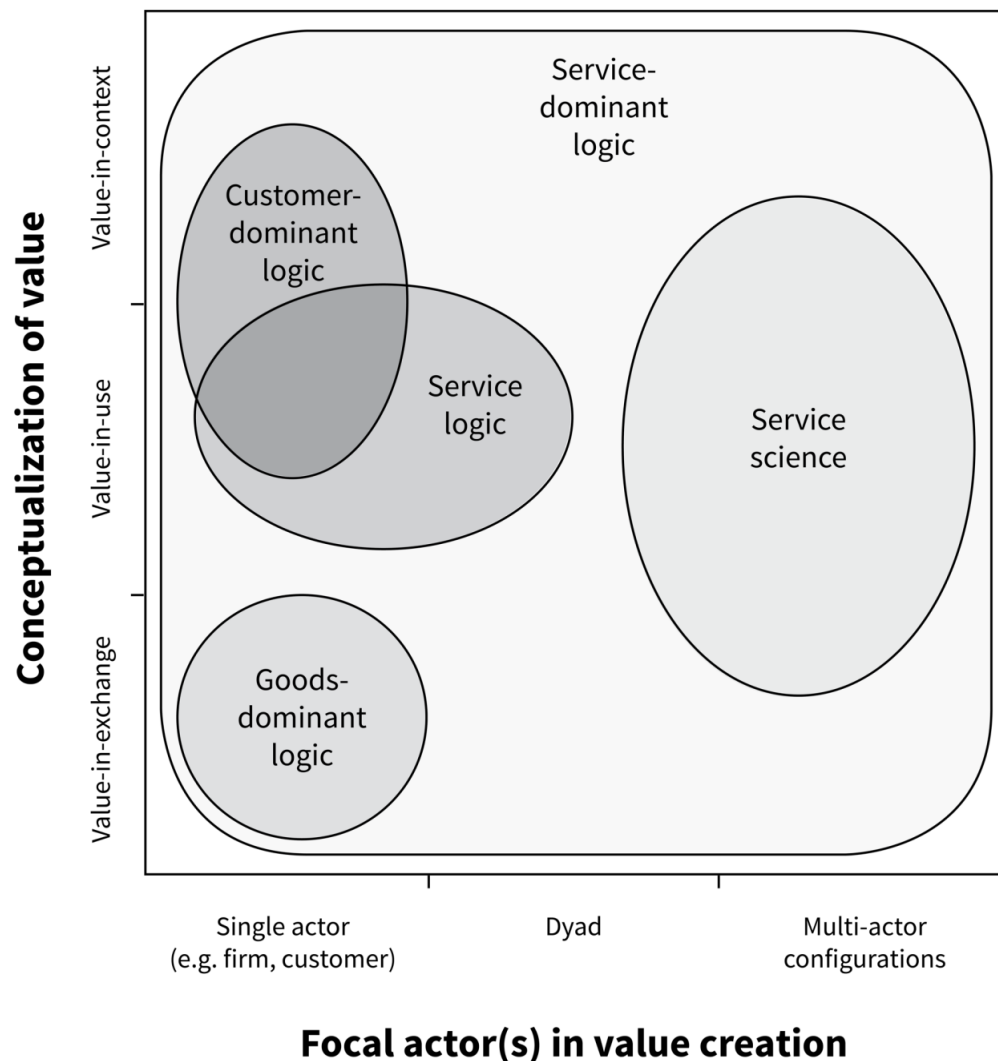 Conceptualization of value
Value-in-context
Value-in-use
Value-in-exchange
Service-
dominant
logic
Customer-
dominant
logic
Service
logic
Service
science
Goods-
dominant
logic
Single actor
(e.g. firm, customer)
Dyad
Multi-actor
configurations
Focal actor(s) in value creation